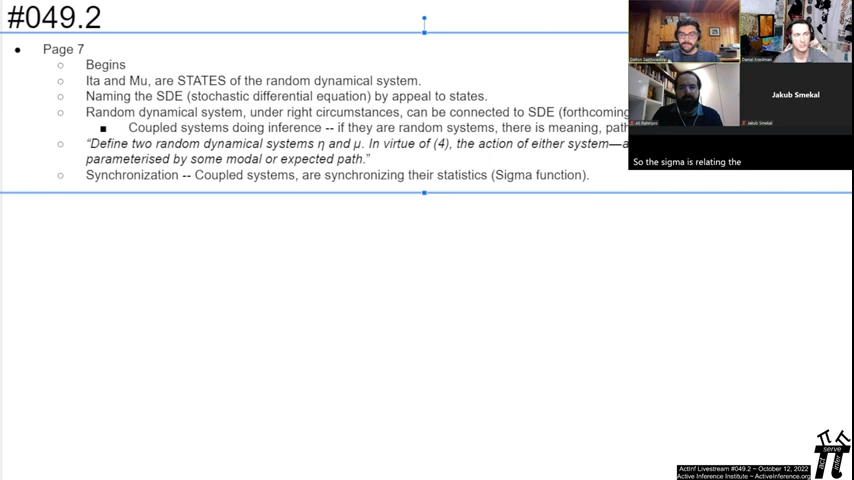 #049.2
Page 7
Begins
Ita and Mu, are STATES of the random dynamical system.
Naming the SDE (stochastic differential equation) by appeal to states.
Random dynamical system, under right circumstances, can be connected to SDE (forthcoming
Coupled systems doing inference -- if they are random systems, there is meaning, path
“Define two random dynamical systems η and μ. In virtue of (4), the action of either system—a
parameterised by some modal or expected path.”
Synchronization -- Coupled systems, are synchronizing their statistics (Sigma function).
Daniel Friedman
Jakub Smekal
Jakub Smekal
So the sigma is relating the
serve
act
infer
ActInf Livestream #049.2 ~ October 12, 2022
Active Inference Institute ~ ActiveInference.org